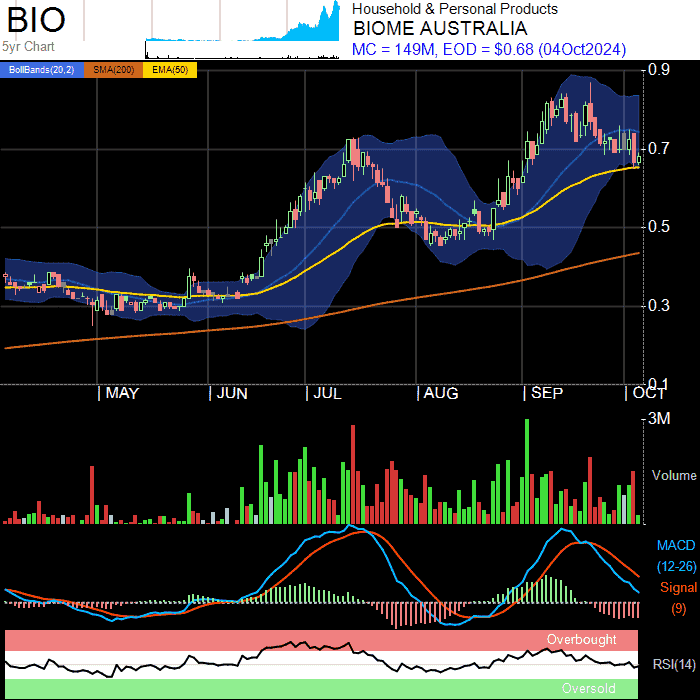 BIO
5yr Chart
Household & Personal Products
BIOME AUSTRALIA
MC = 149M, EOD = $0.68 (04Oct2024)
BollBands(20,2) SMA(200) EMA(50)
0.9
0.7
0.5
0.3
0.1
MAY JUN JUL AUG SEP OCT
3M
Volume
MACD
(12-26)
Signal
(9)
Overbought
RSI(14)
Oversold